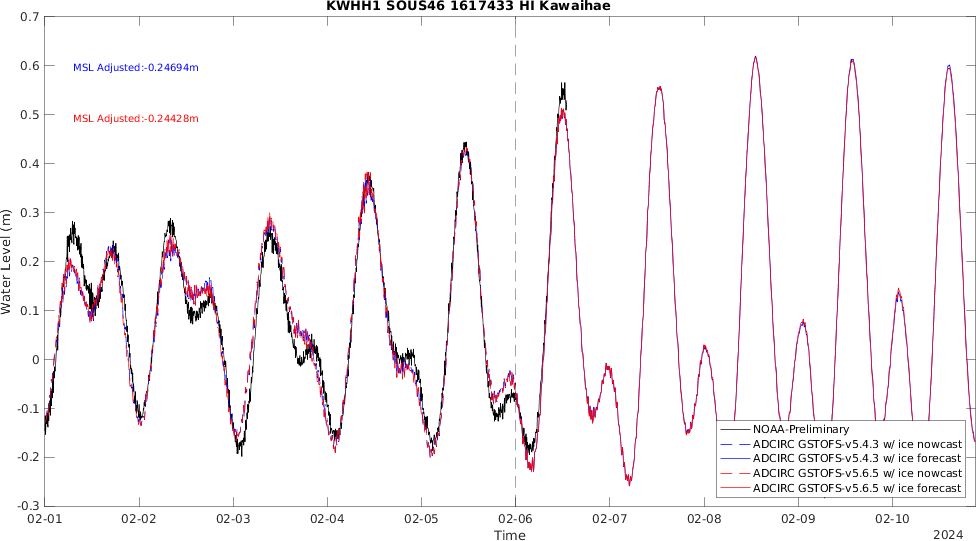 KWHH1 SOUS46 1617433 HI Kawaihae
0.7
0.6
0.5
0.4
0.3
0.2
0.1
0
-0.1
-0.2
-0.3
Water Level (m)
MSL Adjusted:-0.24694m
MSL Adjusted:-0.24428m
NOAA-Preliminary
ADCIRC GSTOFS-v5.4.3 w/ ice nowcast
ADCIRC GSTOFS-v5.4.3 w/ ice forecast
ADCIRC GSTOFS-v5.6.5 w/ ice nowcast
ADCIRC GSTOFS-v5.6.5 w/ ice forecast
02-01 02-02 02-03 02-04 02-05 02-06 02-07 02-08 02-09 02-10
Time
2024